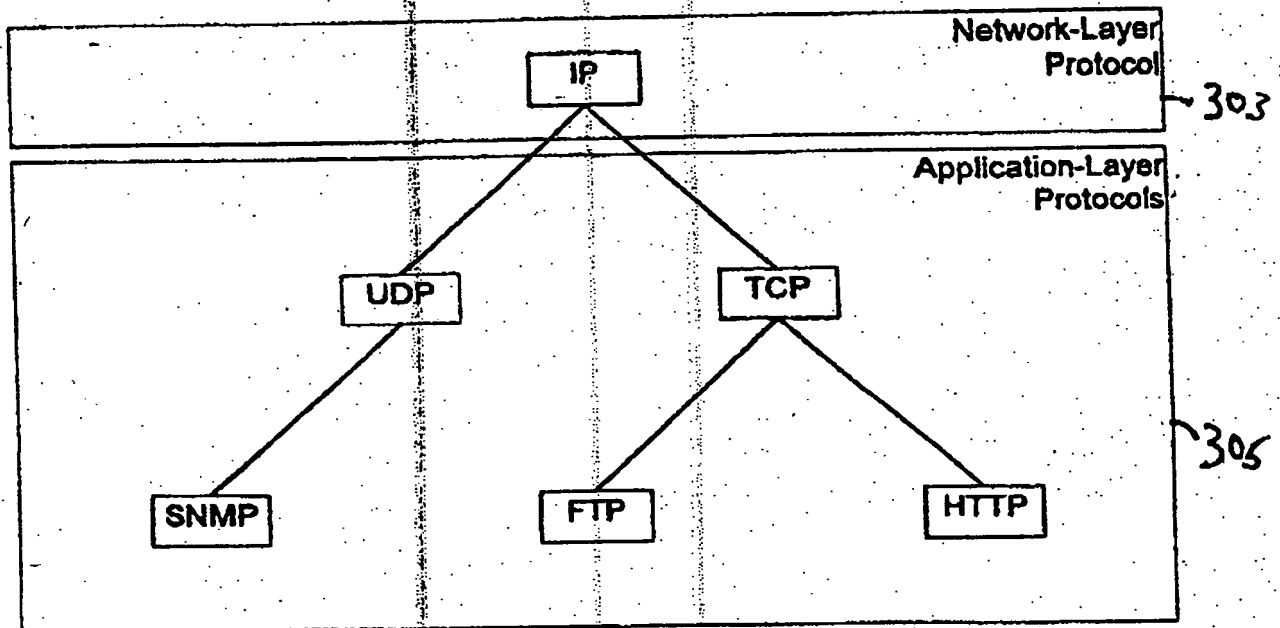 Network-Layer
Protocol
IP
303
Application-Layer
Protocols
UDP
TCP
305
SNMP
FTP
HTTP